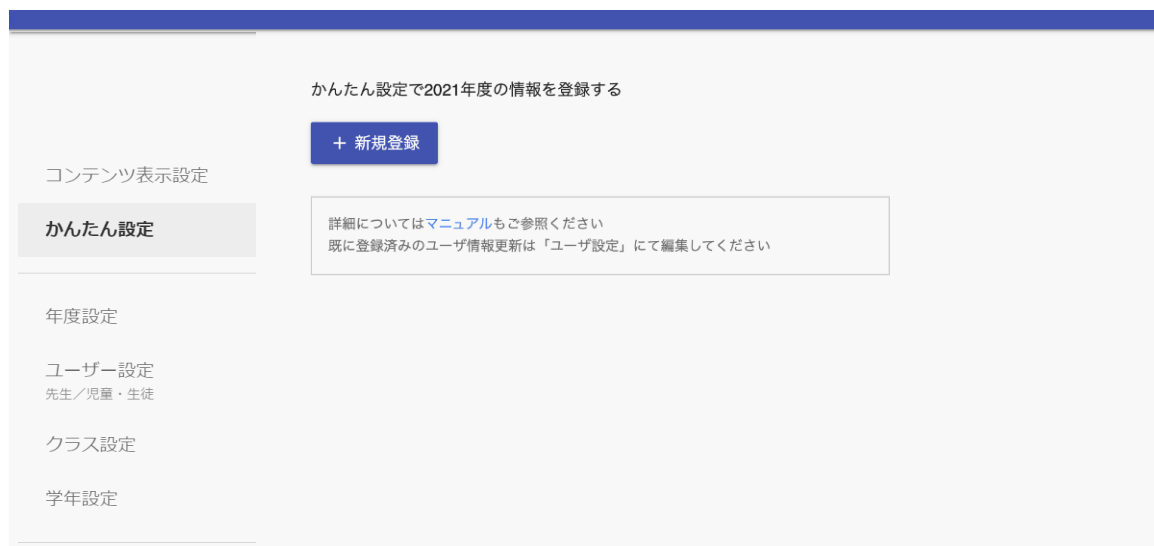 かんたん設定で2021年度の情報を登録する
＋ 新規登録
コンテンツ表示設定
かんたん設定
詳細についてはマニュアルもご参照ください
既に登録済みのユーザ情報更新は「ユーザ設定」にて編集してください
年度設定
ユーザー設定
先生／児童・生徒
クラス設定
学年設定